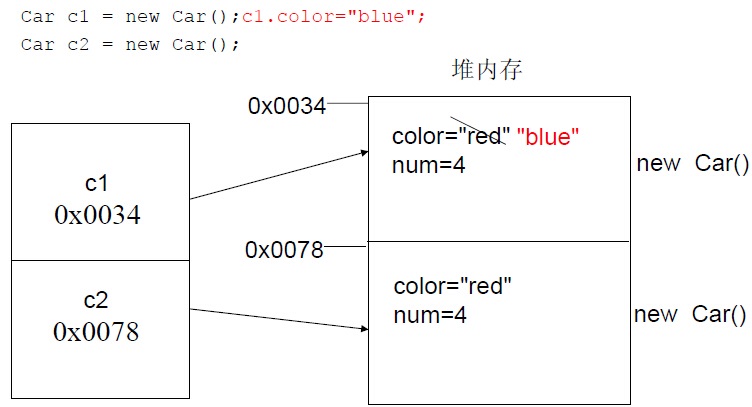 Car c1 = new Car();c1.color="blue";
Car c2 = new Car();
堆内存
0x0034
color="red" "blue"
num=4
new Car()
c1
0x0034
0x0078
c2
0x0078
color="red"
num=4
new Car()